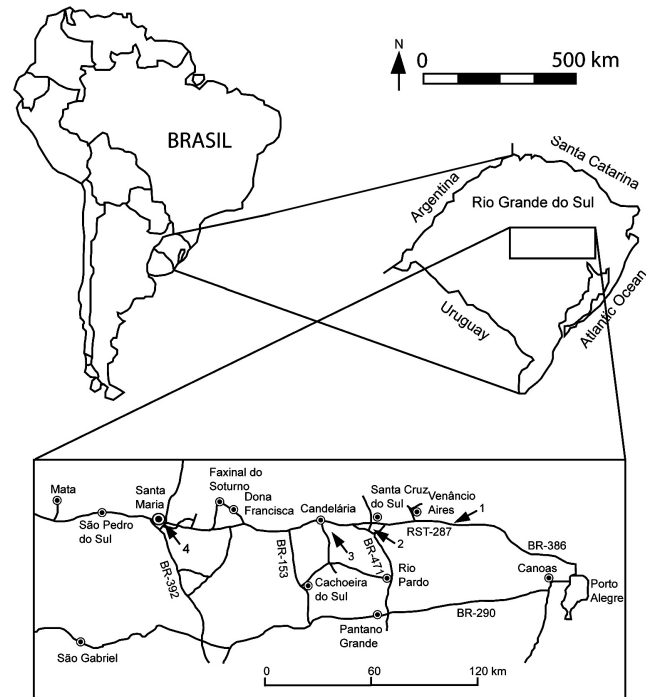 N
0 500 km
BRASIL
Santa Catarina
Argentina
Rio Grande do Sul
Uruguay
Atlantic Ocean
Mata
São Pedro
do Sul
Santa
Maria
4
BR-392
São Gabriel
Faxinal do
Soturno
Dona
Francisca
BR-153
Candelária
3
Cachoeira
do Sul
Santa Cruz
do Sul
2
BR-471
Rio
Pardo
Pantano
Grande
Venâncio
Aires
1
RST-287
BR-386
Canoas
Porto
Alegre
BR-290
0 60 120 km